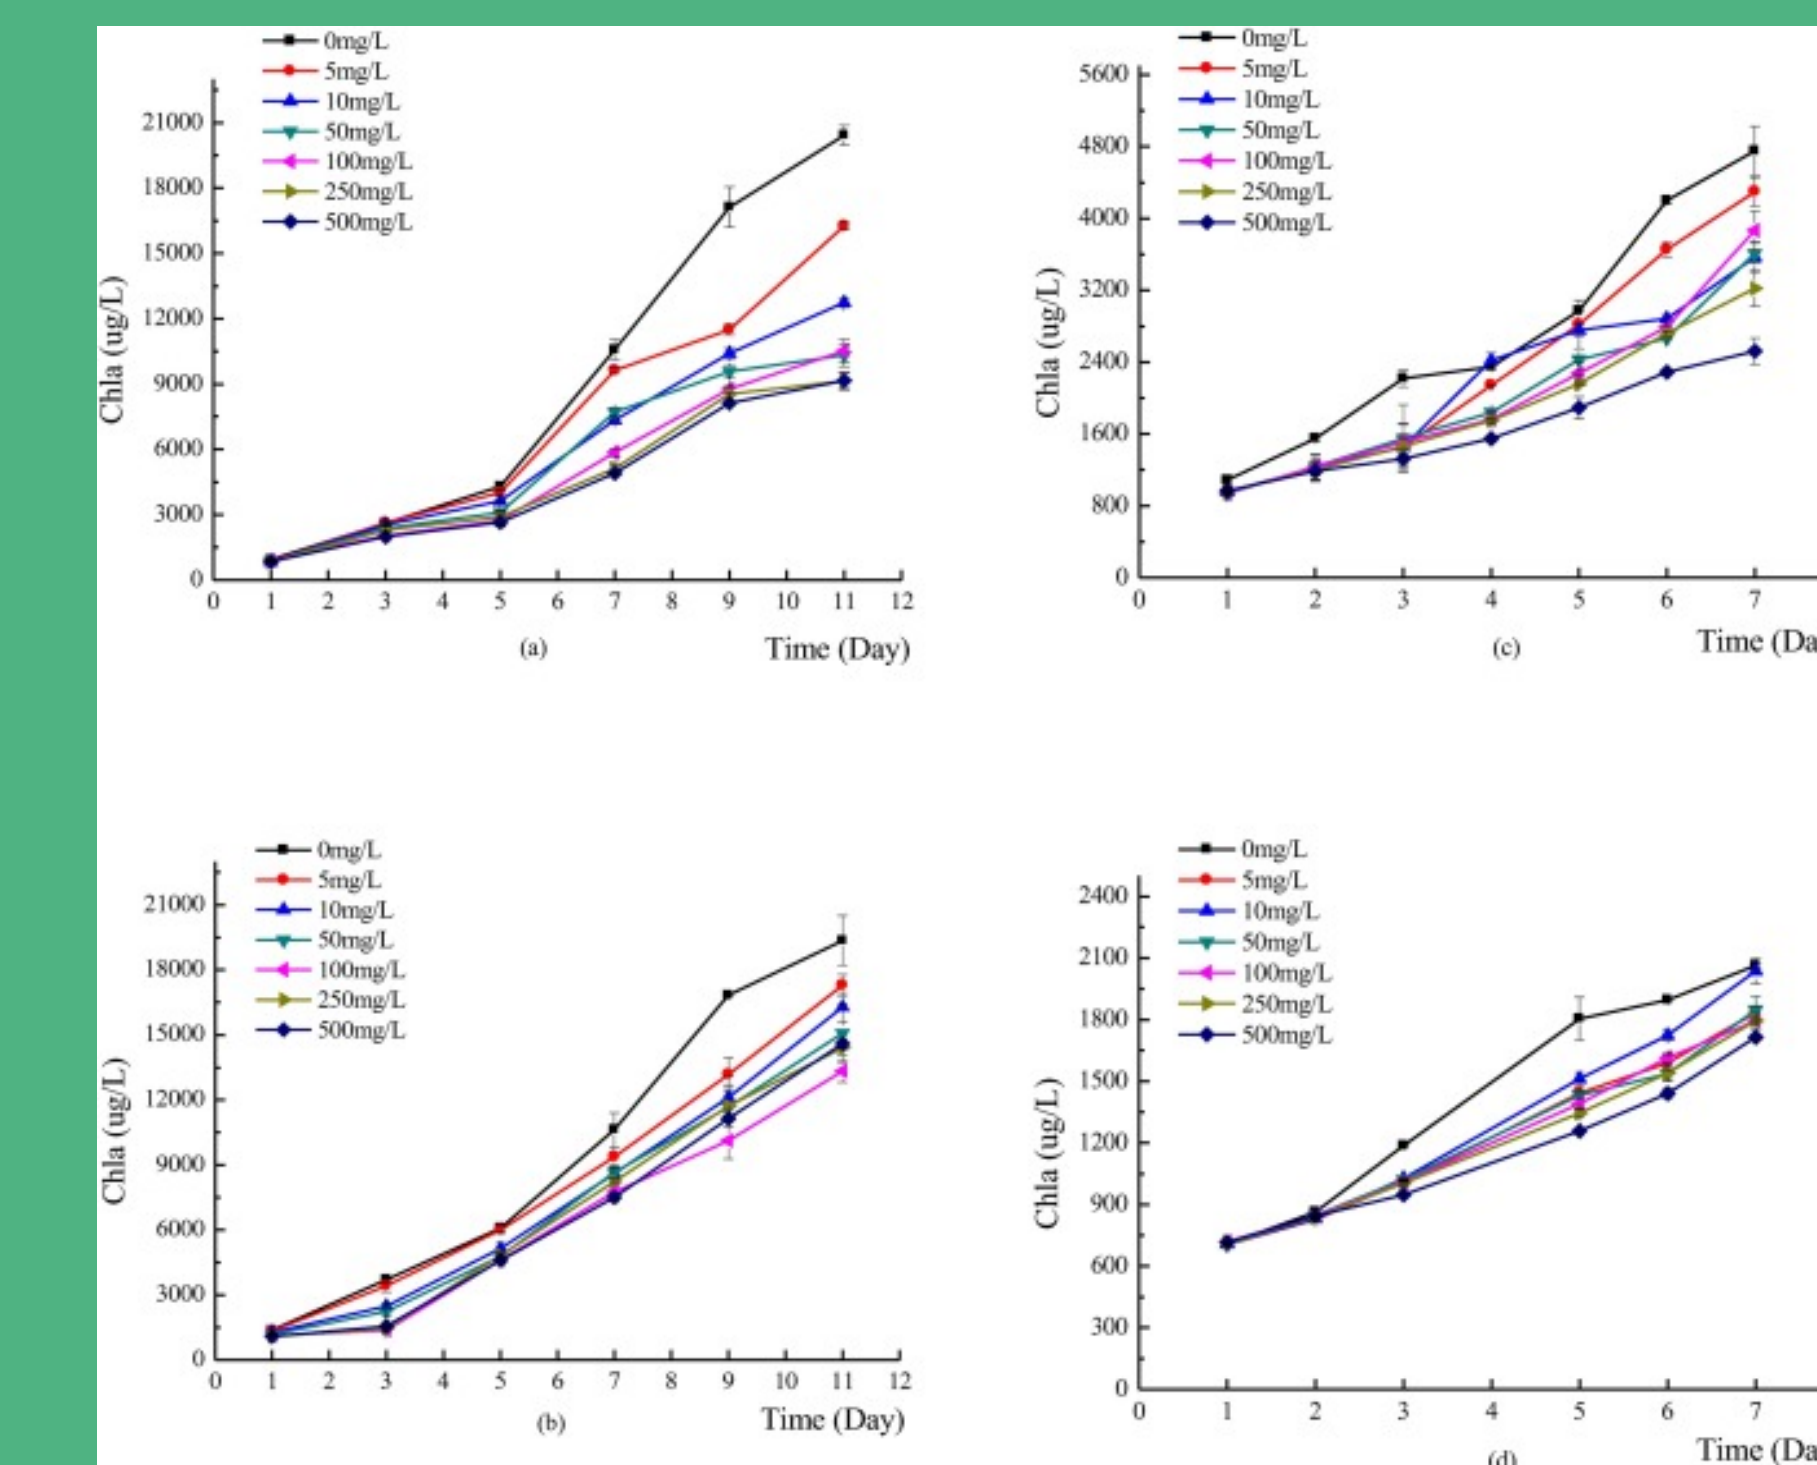 0mg/L
5mg/L
10mg/L
50mg/L
100mg/L
250mg/L
500mg/L
21000
18000
15000
12000
9000
6000
3000
0
Chla (ug/L)
0 1 2 3 4 5 6 7 8 9 10 11 12
(a) Time (Day)
0mg/L
5mg/L
10mg/L
50mg/L
100mg/L
250mg/L
500mg/L
5600
4800
4000
3200
2400
1600
800
0
Chla (ug/L)
0 1 2 3 4 5 6 7
(c) Time (Da
0mg/L
5mg/L
10mg/L
50mg/L
100mg/L
250mg/L
500mg/L
21000
18000
15000
12000
9000
6000
3000
0
Chla (ug/L)
0 1 2 3 4 5 6 7 8 9 10 11 12
(b) Time (Day)
0mg/L
5mg/L
10mg/L
50mg/L
100mg/L
250mg/L
500mg/L
2400
2100
1800
1500
1200
900
600
300
0
Chla (ug/L)
0 1 2 3 4 5 6 7
(d) Time (Da